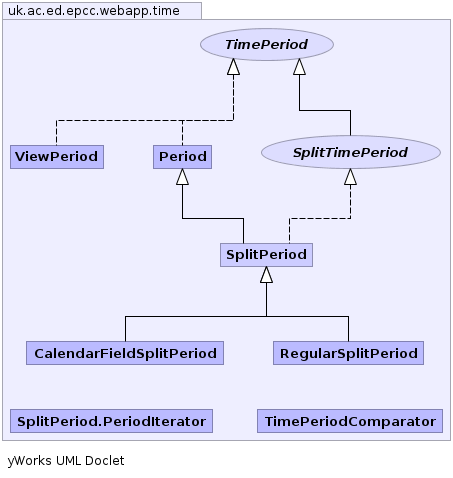 uk.ac.ed.epcc.webapp.time
TimePeriod
ViewPeriod
Period
SplitTimePeriod
SplitPeriod
CalendarFieldSplitPeriod
RegularSplitPeriod
SplitPeriod.PeriodIterator
TimePeriodComparator
yWorks UML Doclet